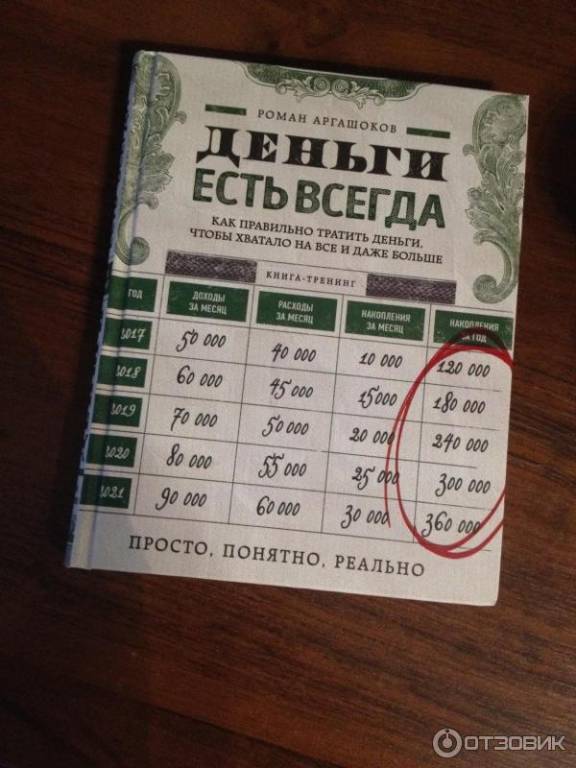 РОМАН АРГАШОКОВ
ДЕНЬГИ
ЕСТЬ ВСЕГДА
КАК ПРАВИЛЬНО ТРАТИТЬ ДЕНЬГИ,
ЧТОБЫ ХВАТАЛО НА ВСЕ И ДАЖЕ БОЛЬШЕ
КНИГА-ТРЕНИНГ
ГОД ДОХОДЫ ЗА МЕСЯЦ РАСХОДЫ ЗА МЕСЯЦ НАКОПЛЕНИЯ ЗА МЕСЯЦ НАКОПЛЕНИЯ ЗА ГОД
2017 50 000 40 000 10 000 120 000
2018 60 000 45 000 15000 180 000
2019 70 000 50 000 20 000 240 000
2020 80 000 55 000 25 000 300 000
2021 90 000 60 000 30 000 360 000
ПРОСТО, ПОНЯТНО, РЕАЛЬНО
ОТЗОВИК